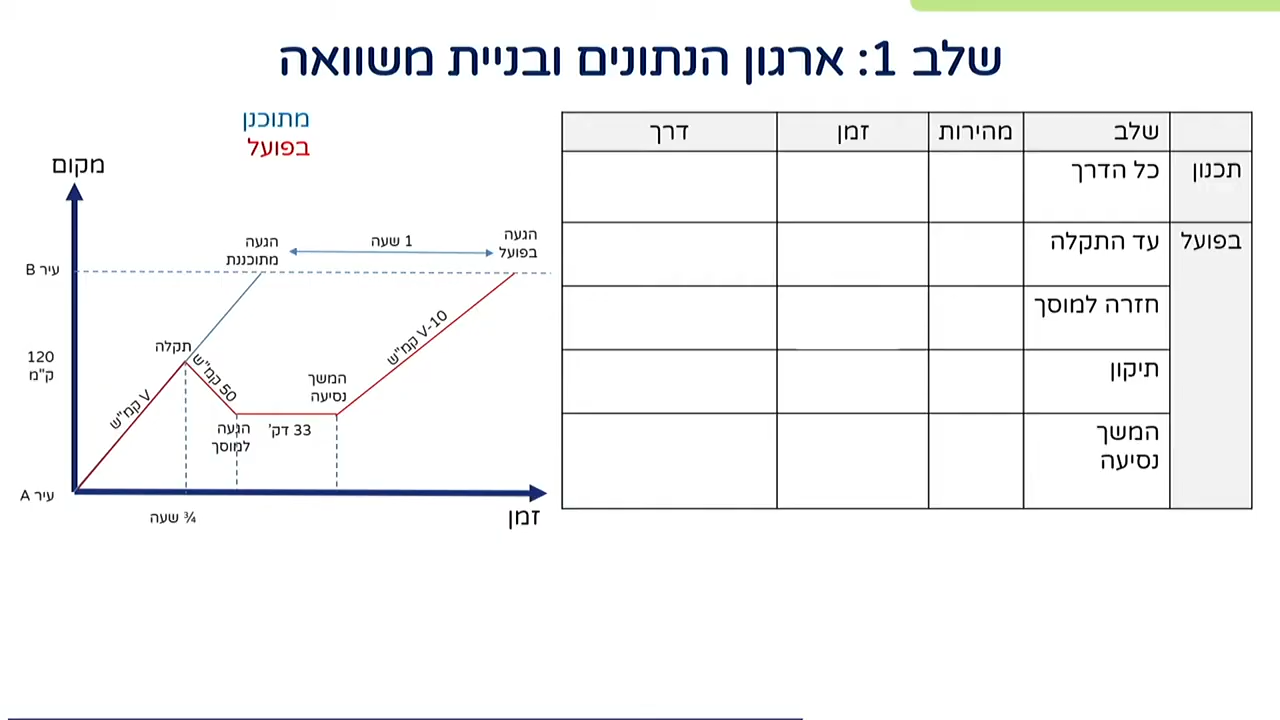 שלב 1: ארגון הנתונים ובניית משוואה
שלב
מהירות
זמן
דרך
תכנון
כל הדרך
בפועל
עד התקלה
חזרה למוסך
תיקון
המשך
נסיעה
מתוכנן
בפועל
מקום
הגעה
מתוכננת
1 שעה
הגעה
בפועל
עיר B
תקלה
V קמ"ש
50 קמ"ש
המשך
נסיעה
V-10 קמ"ש
120
ק"מ
הגעה
למוסך
33 דק'
עיר A
¾ שעה
זמן